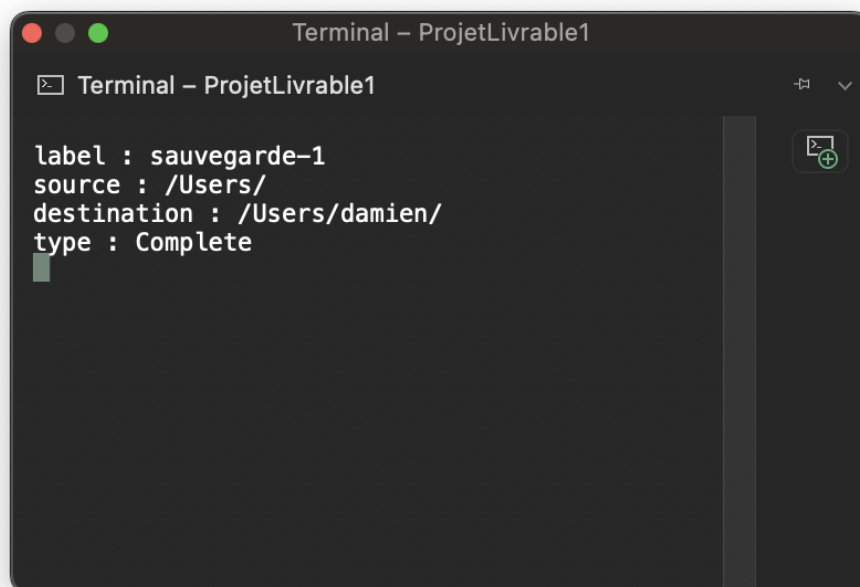 Terminal – ProjetLivrable1
Terminal – ProjetLivrable1
label : sauvegarde-1
source : /Users/
destination : /Users/damien/
type : Complete